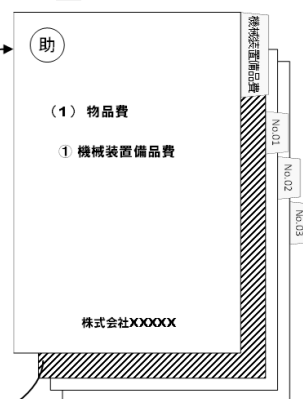 助
機械装置備品費
（1）物品費
① 機械装置備品費
No.01
No.02
No.03
株式会社XXXXX